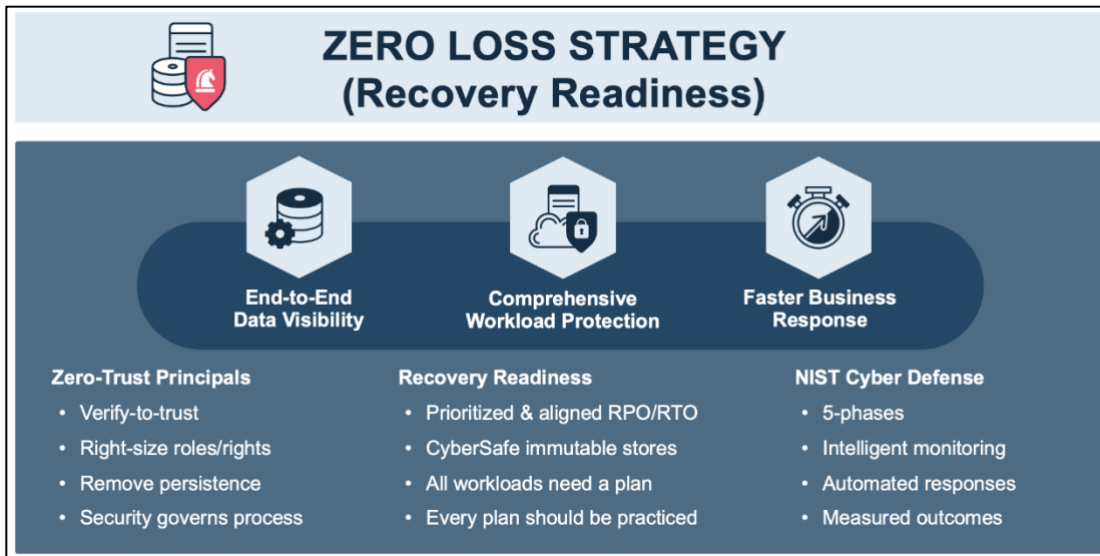 ZERO LOSS STRATEGY
(Recovery Readiness)
End-to-End
Data Visibility
Comprehensive
Workload Protection
Faster Business
Response
Zero-Trust Principals
• Verify-to-trust
• Right-size roles/rights
• Remove persistence
• Security governs process
Recovery Readiness
• Prioritized & aligned RPO/RTO
• CyberSafe immutable stores
• All workloads need a plan
• Every plan should be practiced
NIST Cyber Defense
• 5-phases
• Intelligent monitoring
• Automated responses
• Measured outcomes